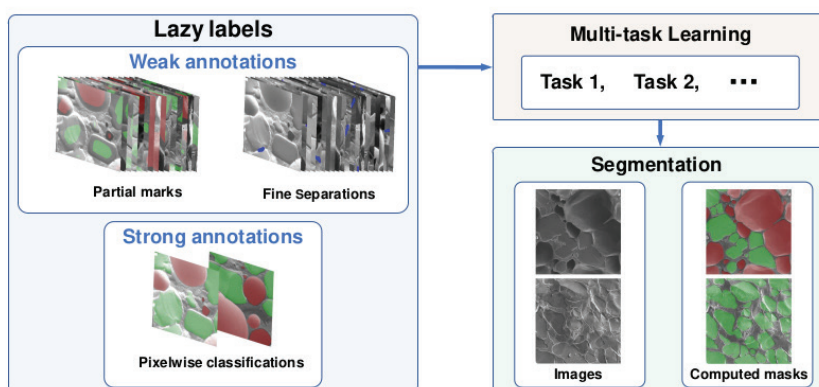 Lazy labels
Weak annotations
Partial marks
Fine Separations
Strong annotations
Pixelwise classifications
Multi-task Learning
Task 1, Task 2, ...
Segmentation
Images
Computed masks